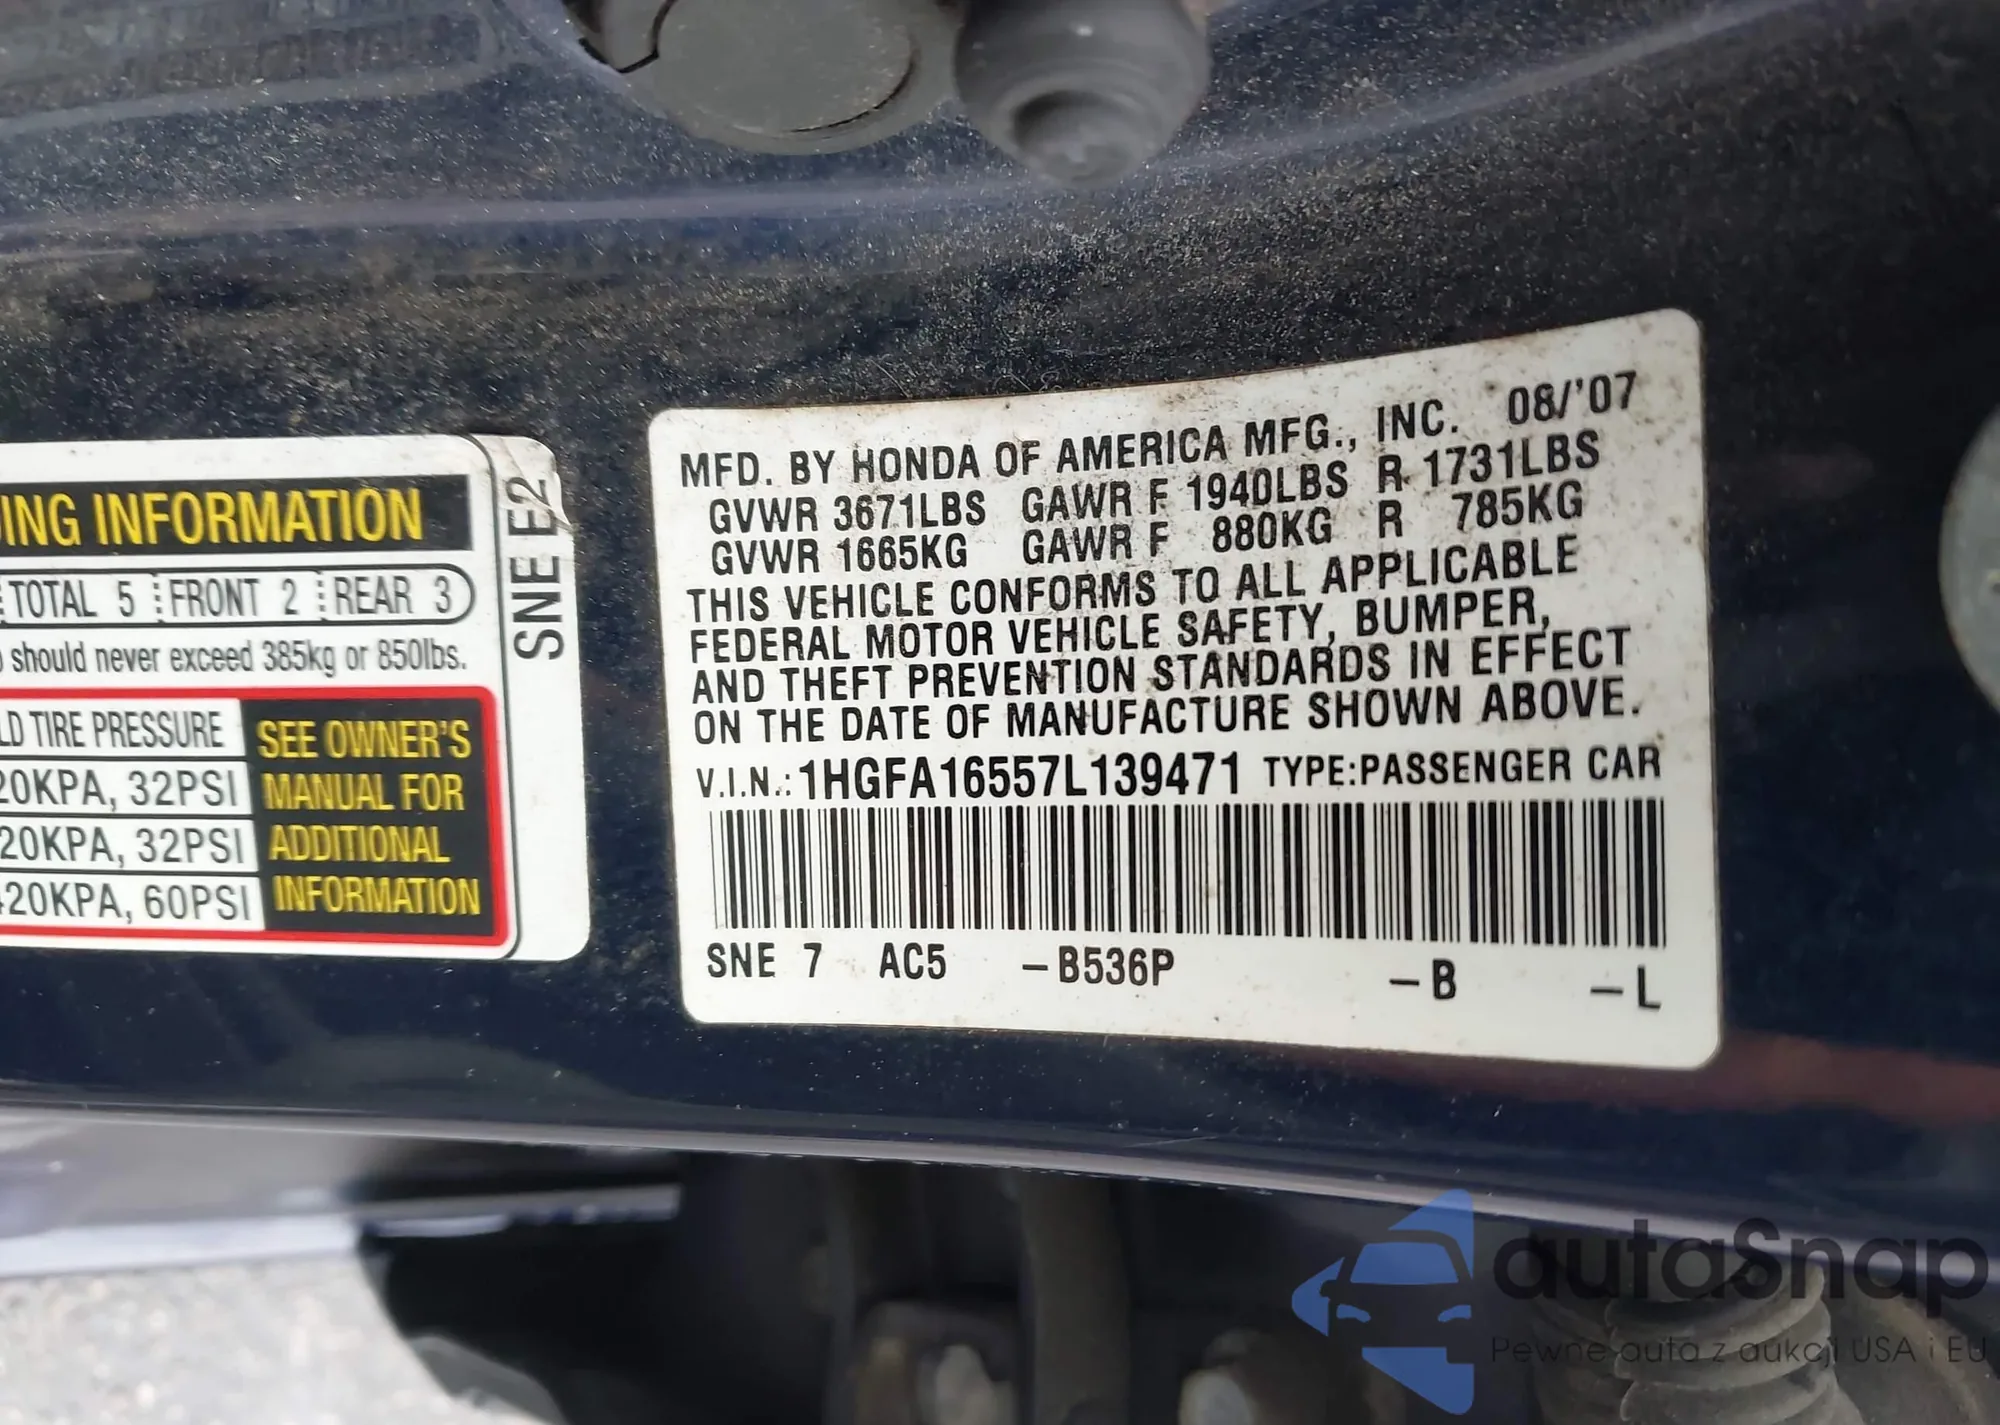 ING INFORMATION
TOTAL 5 FRONT 2 REAR 3
should never exceed 385kg or 850lbs.
LD TIRE PRESSURE
20KPA, 32PSI
20KPA, 32PSI
420KPA, 60PSI
SEE OWNER'S
MANUAL FOR
ADDITIONAL
INFORMATION
SNE E2
MFD. BY HONDA OF AMERICA MFG., INC. 08/'07
GVWR 3671LBS GAWR F 1940LBS R 1731LBS
GVWR 1665KG GAWR F 880KG R 785KG
THIS VEHICLE CONFORMS TO ALL APPLICABLE
FEDERAL MOTOR VEHICLE SAFETY, BUMPER,
AND THEFT PREVENTION STANDARDS IN EFFECT
ON THE DATE OF MANUFACTURE SHOWN ABOVE.
V.I.N.: 1HGFA16557L139471 TYPE:PASSENGER CAR
SNE 7 AC5 –B536P –B –L
autaSnap
Pewne auta z aukcji USA i EU